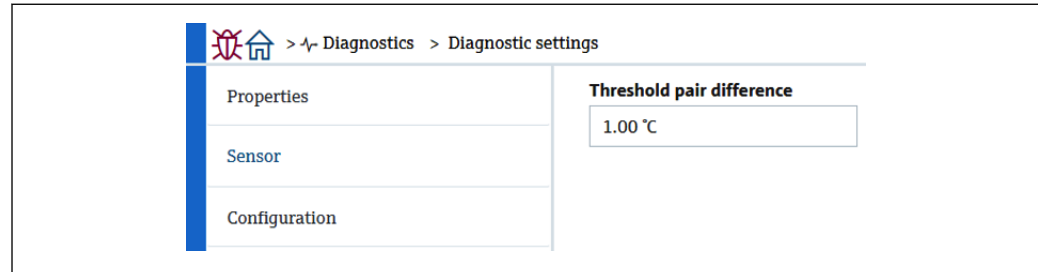 > Diagnostics > Diagnostic settings
Properties
Sensor
Configuration
Threshold pair difference
1.00 °C